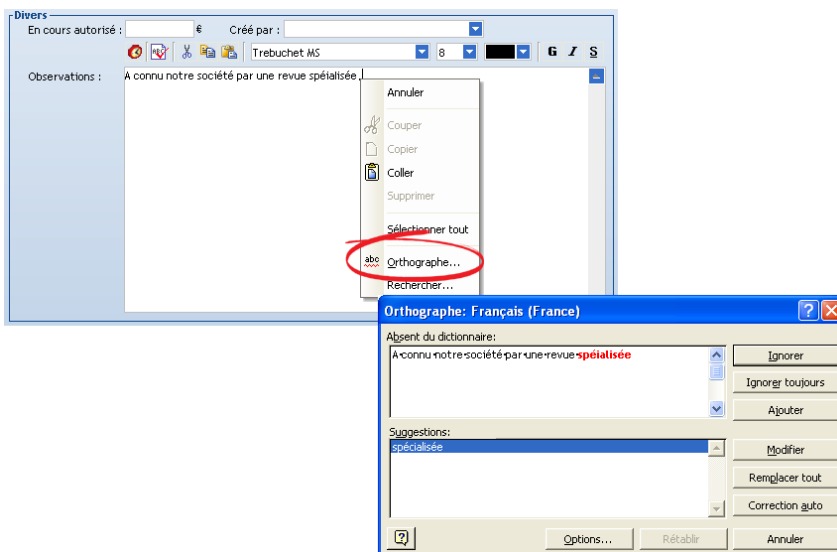 Divers
En cours autorisé : € Créé par :
Trebuchet MS 8 G I S
Observations : A connu notre société par une revue spéialisée
Annuler
Couper
Copier
Coller
Supprimer
Sélectionner tout
abc Orthographe...
Rechercher...
Orthographe: Français (France)
Absent du dictionnaire:
A·connu·notre·société·par·une·revue·spéialisée
Ignorer
Ignorer toujours
Ajouter
Suggestions:
spécialisée
Modifier
Remplacer tout
Correction auto
Options... Rétablir Annuler